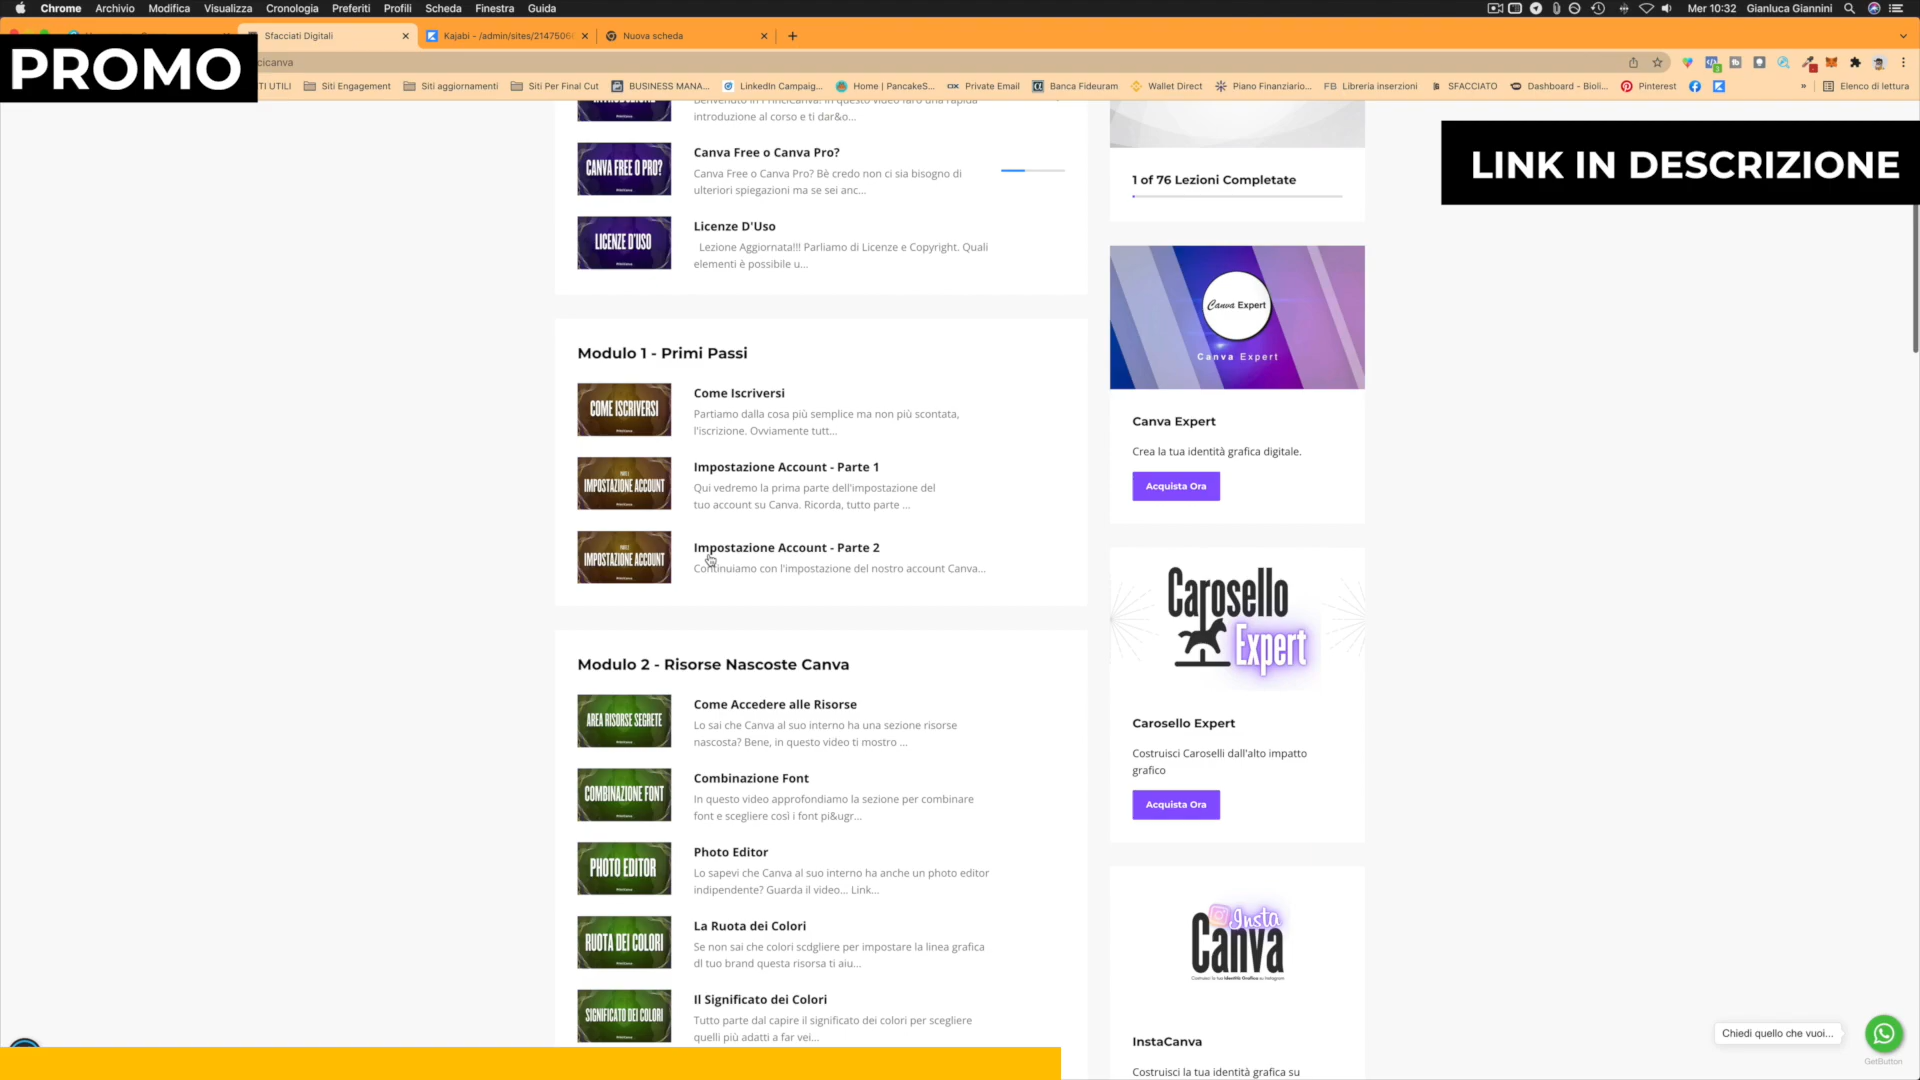 Chrome Archivio Modifica Visualizza Cronologia Preferiti Profili Scheda Finestra Guida
Mer 10:32 Gianluca Giannini
Sfacciati Digitali
Kajabi - /admin/sites/2147506
Nuova scheda
PROMO
cicanva
TI UTILI Siti Engagement Siti aggiornamenti Siti Per Final Cut BUSINESS MANA... LinkedIn Campaig... Home | PancakeS... Private Email Banca Fideuram Wallet Direct Piano Finanziario... FB Libreria inserzioni SFACCIATO Dashboard - Bioli... Pinterest » Elenco di lettura
LINK IN DESCRIZIONE
introduzione al corso e ti dar&o...
CANVA FREE O PRO?
Canva Free o Canva Pro?
Canva Free o Canva Pro? Bè credo non ci sia bisogno di
ulteriori spiegazioni ma se sei anc...
LICENZE D'USO
Licenze D'Uso
Lezione Aggiornata!!! Parliamo di Licenze e Copyright. Quali
elementi è possibile u...
Modulo 1 - Primi Passi
COME ISCRIVERSI
Come Iscriversi
Partiamo dalla cosa più semplice ma non più scontata,
l'iscrizione. Ovviamente tutt...
IMPOSTAZIONE ACCOUNT
Impostazione Account - Parte 1
Qui vedremo la prima parte dell'impostazione del
tuo account su Canva. Ricorda, tutto parte ...
IMPOSTAZIONE ACCOUNT
Impostazione Account - Parte 2
Continuiamo con l'impostazione del nostro account Canva...
Modulo 2 - Risorse Nascoste Canva
AREA RISORSE SEGRETE
Come Accedere alle Risorse
Lo sai che Canva al suo interno ha una sezione risorse
nascosta? Bene, in questo video ti mostro ...
COMBINAZIONE FONT
Combinazione Font
In questo video approfondiamo la sezione per combinare
font e scegliere così i font pi&ugr...
PHOTO EDITOR
Photo Editor
Lo sapevi che Canva al suo interno ha anche un photo editor
indipendente? Guarda il video... Link...
RUOTA DEI COLORI
La Ruota dei Colori
Se non sai che colori scdgliere per impostare la linea grafica
dl tuo brand questa risorsa ti aiu...
SIGNIFICATO DEI COLORI
Il Significato dei Colori
Tutto parte dal capire il significato dei colori per scegliere
quelli più adatti a far vei...
1 of 76 Lezioni Completate
Canva Expert
Canva Expert
Canva Expert
Crea la tua identità grafica digitale.
Acquista Ora
Carosello
Expert
Carosello Expert
Costruisci Caroselli dall'alto impatto
grafico
Acquista Ora
Insta
Canva
InstaCanva
Costruisci la tua identità grafica su
Chiedi quello che vuoi...
GetButton